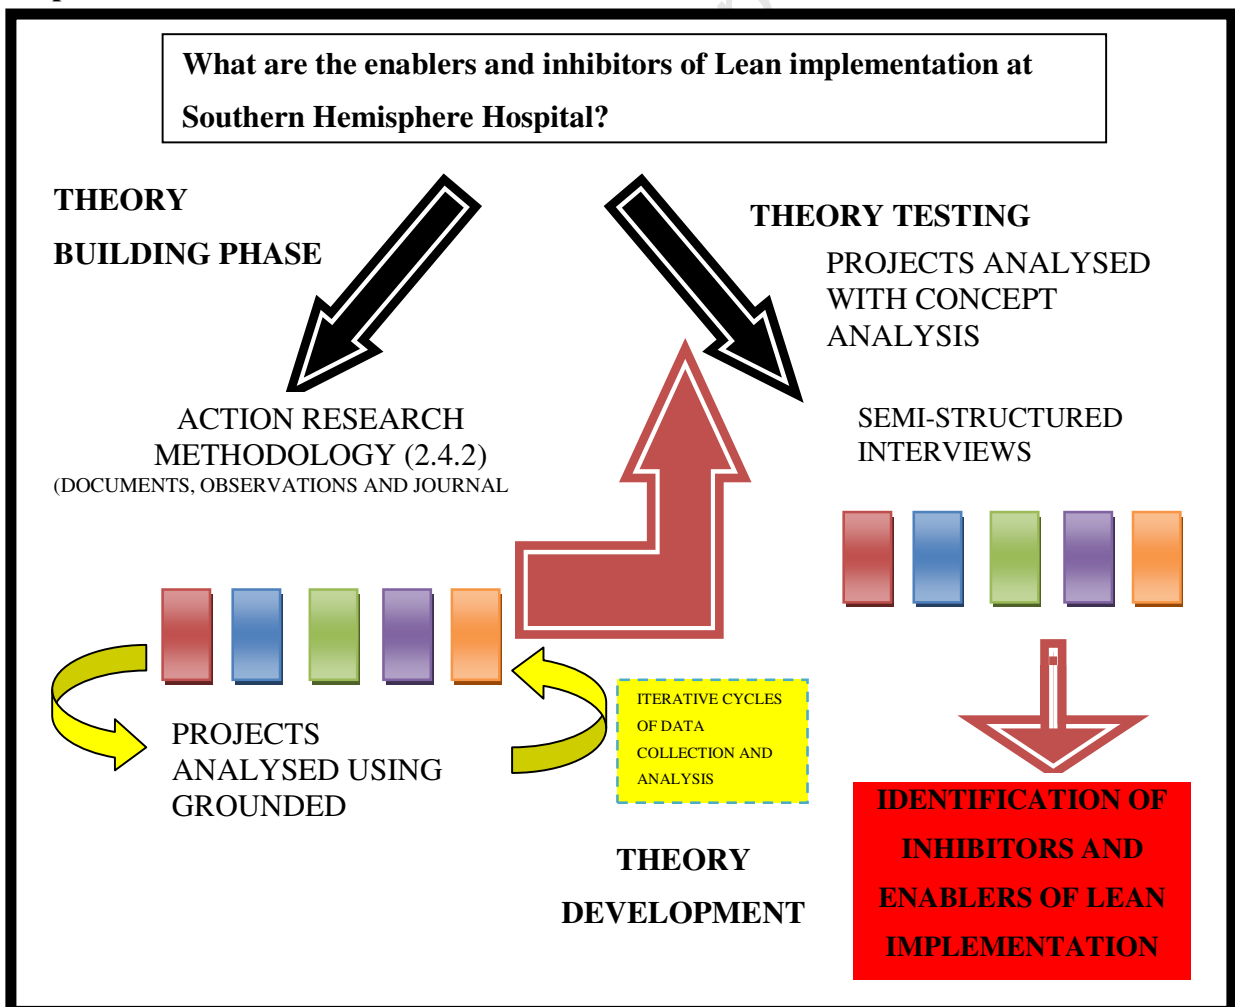 What are the enablers and inhibitors of Lean implementation at
Southern Hemisphere Hospital?
THEORY
BUILDING PHASE
THEORY TESTING
PROJECTS ANALYSED
WITH CONCEPT
ANALYSIS
ACTION RESEARCH
METHODOLOGY (2.4.2)
(DOCUMENTS, OBSERVATIONS AND JOURNAL
SEMI-STRUCTURED
INTERVIEWS
PROJECTS
ANALYSED USING
GROUNDED
ITERATIVE CYCLES
OF DATA
COLLECTION AND
ANALYSIS
THEORY
DEVELOPMENT
IDENTIFICATION OF
INHIBITORS AND
ENABLERS OF LEAN
IMPLEMENTATION